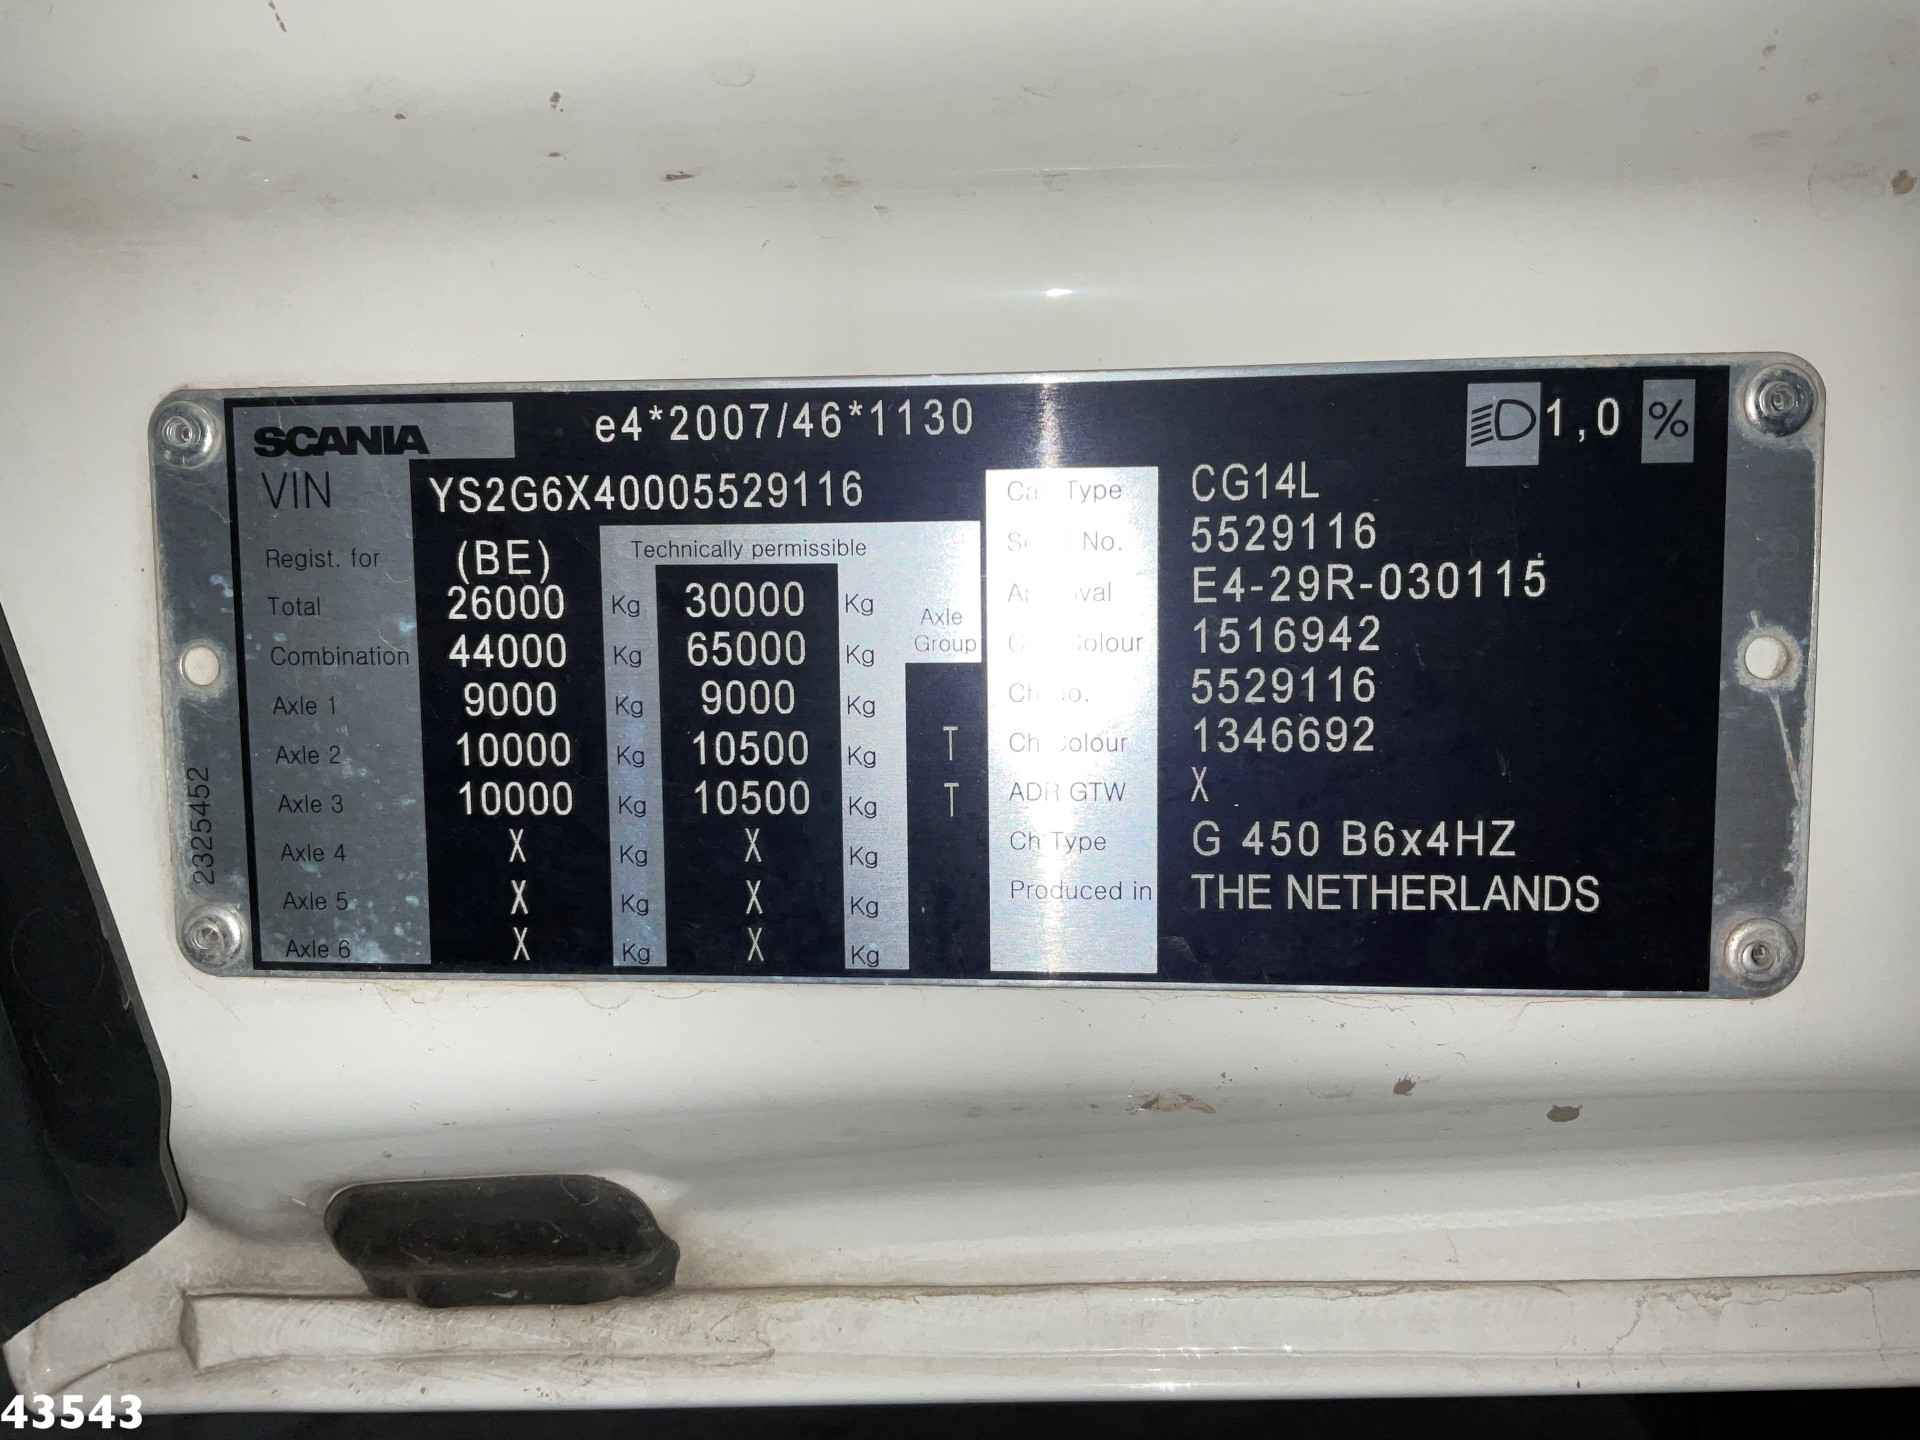 SCANIA e4*2007/46*1130 1,0 %
VIN YS2G6X40005529116
Type CG14L
Regist. for (BE) Technically permissible
No. 5529116
Total 26000 Kg 30000 Kg Axle Group
E4-29R-030115
Combination 44000 Kg 65000 Kg
1516942
Axle 1 9000 Kg 9000 Kg
5529116
Axle 2 10000 Kg 10500 Kg T
Ch Colour 1346692
Axle 3 10000 Kg 10500 Kg T
ADR GTW X
Axle 4 X Kg X Kg
Ch Type G 450 B6x4HZ
Axle 5 X Kg X Kg
Produced in THE NETHERLANDS
Axle 6 X Kg X Kg
2325452
43543